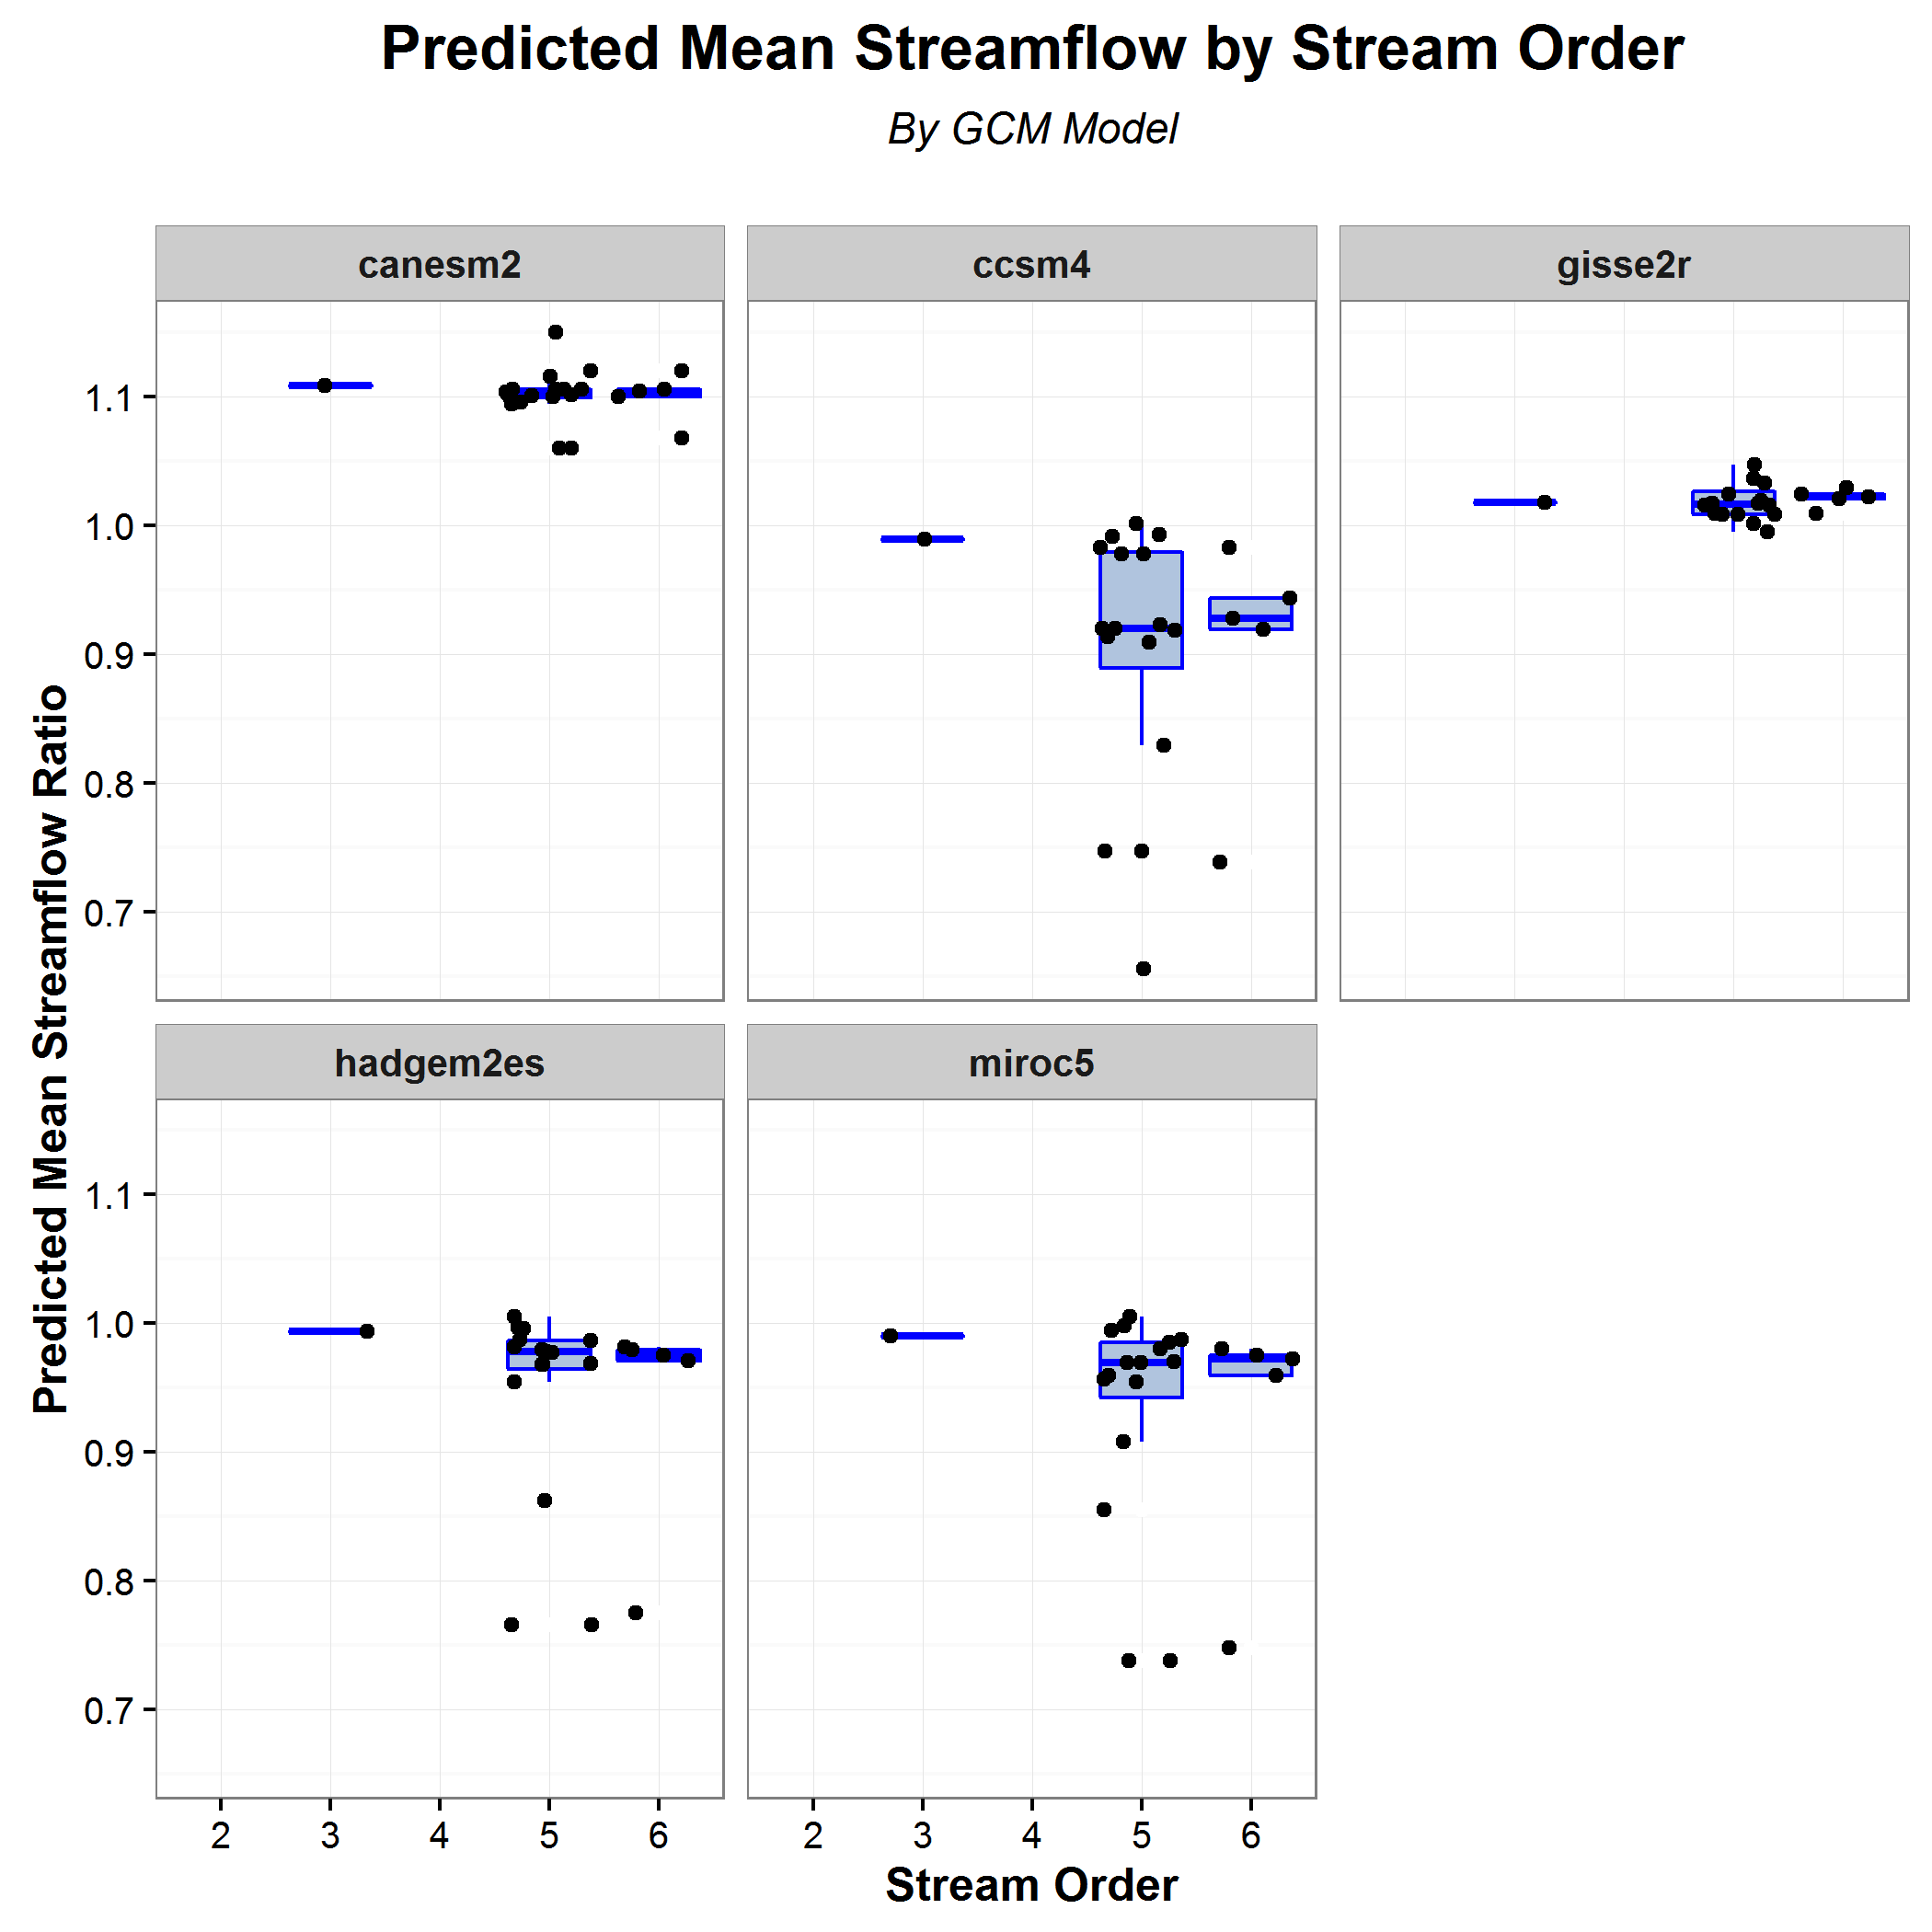 Predicted Mean Streamflow by Stream Order
By GCM Model
canesm2
ccsm4
gisse2r
1.1
1.0
0.9
0.8
0.7
Predicted Mean Streamflow Ratio
hadgem2es
miroc5
1.1
1.0
0.9
0.8
0.7
2 3 4 5 6
2 3 4 5 6
Stream Order